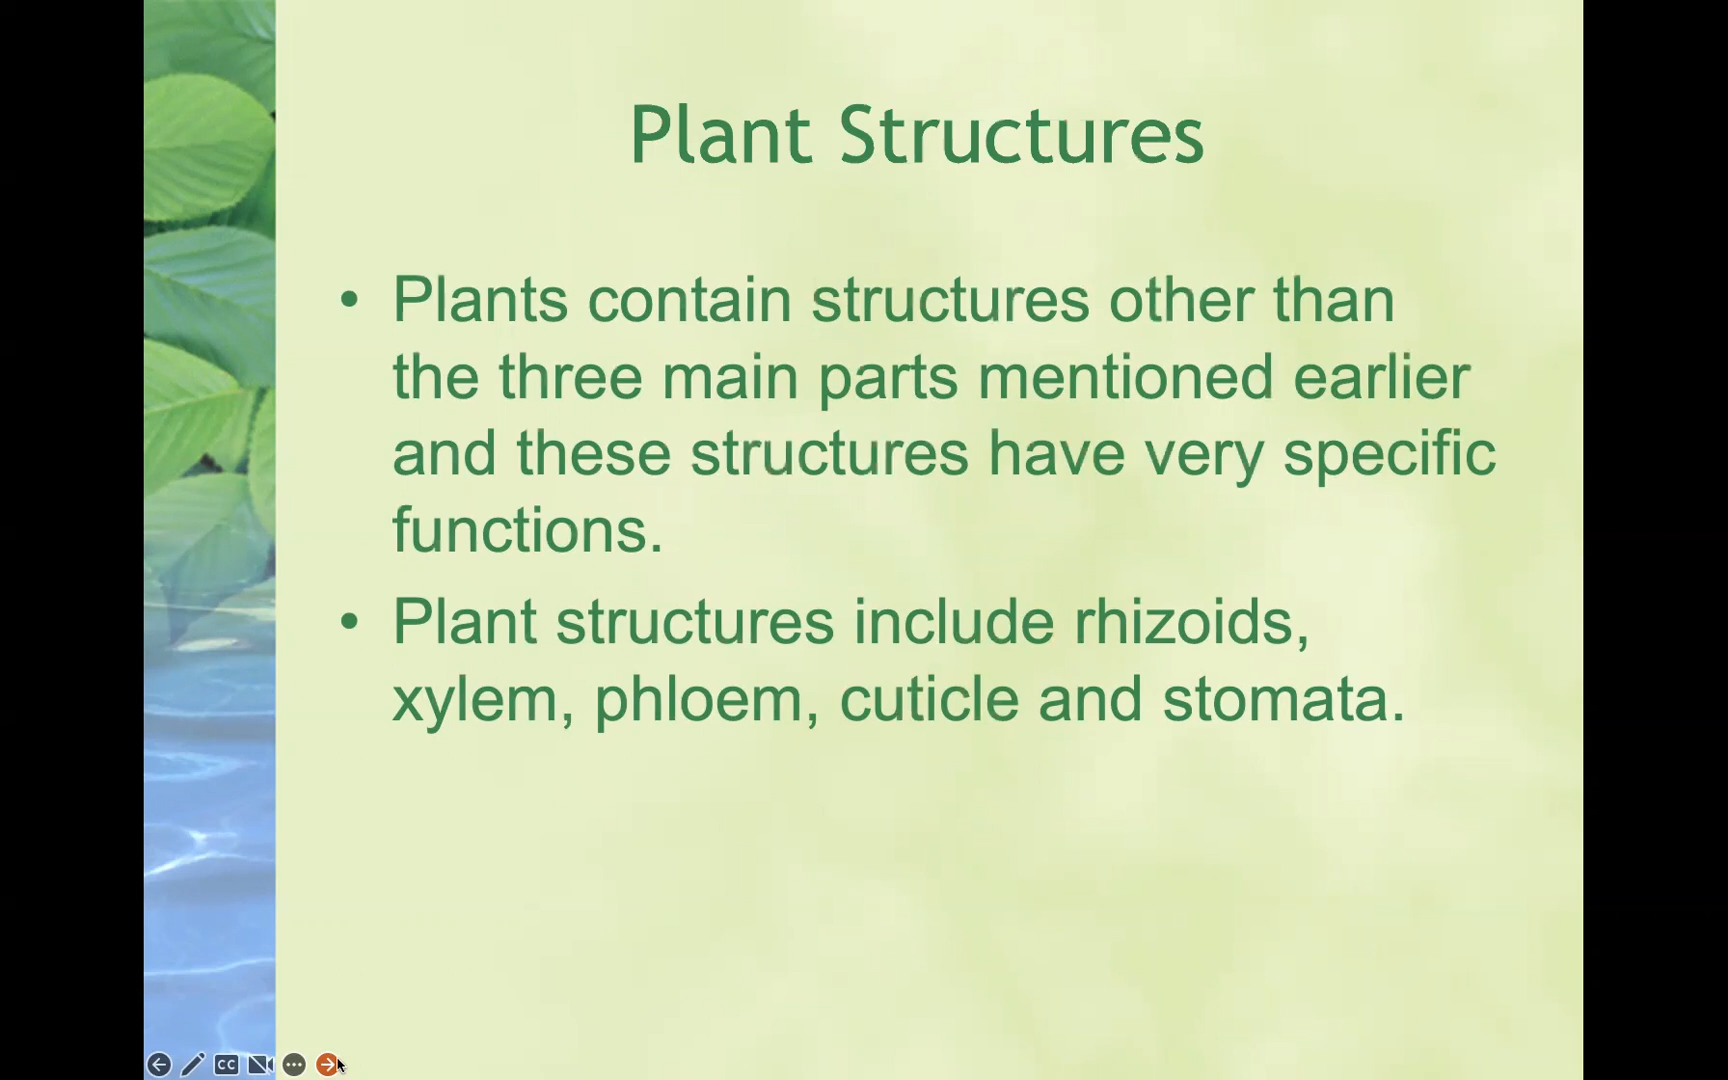 Plant Structures
• Plants contain structures other than
the three main parts mentioned earlier
and these structures have very specific
functions.
• Plant structures include rhizoids,
xylem, phloem, cuticle and stomata.
CC